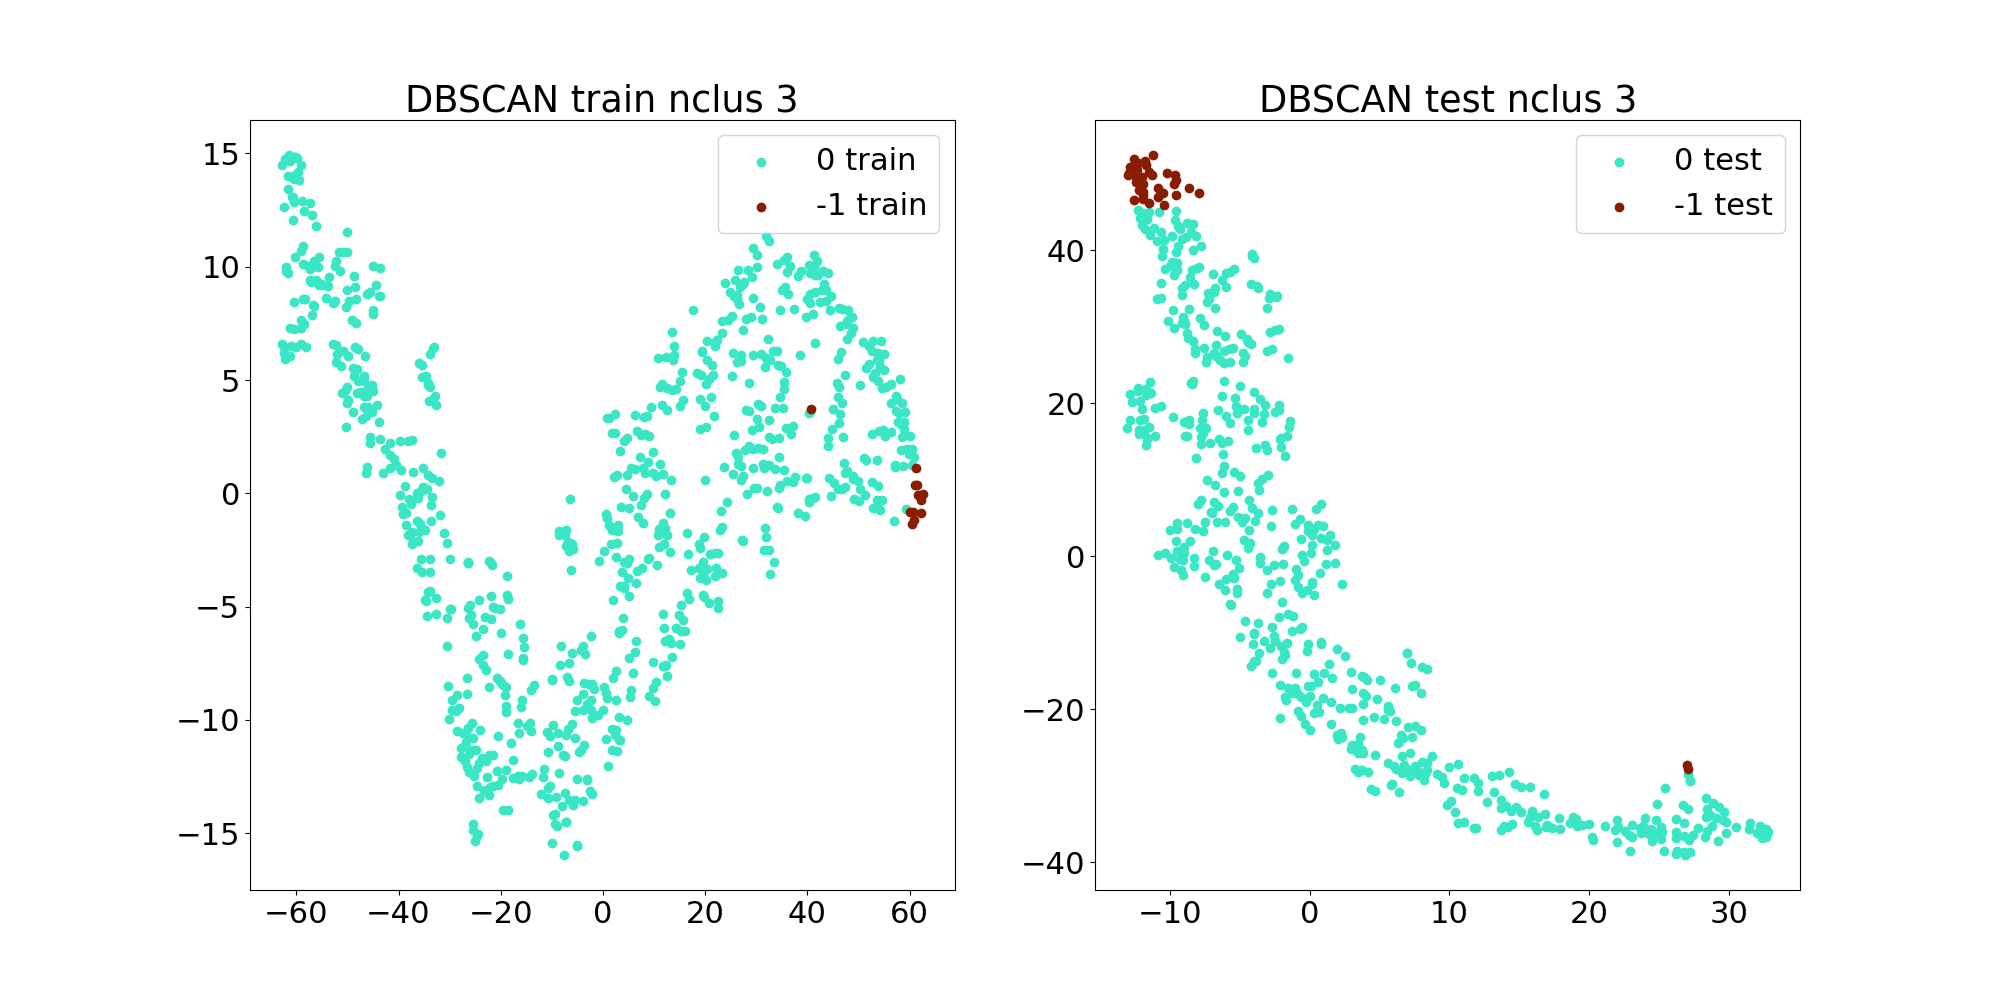 DBSCAN train nclus 3
0 train
-1 train
15
10
5
0
−5
−10
−15
−60 −40 −20 0 20 40 60
DBSCAN test nclus 3
0 test
-1 test
40
20
0
−20
−40
−10 0 10 20 30